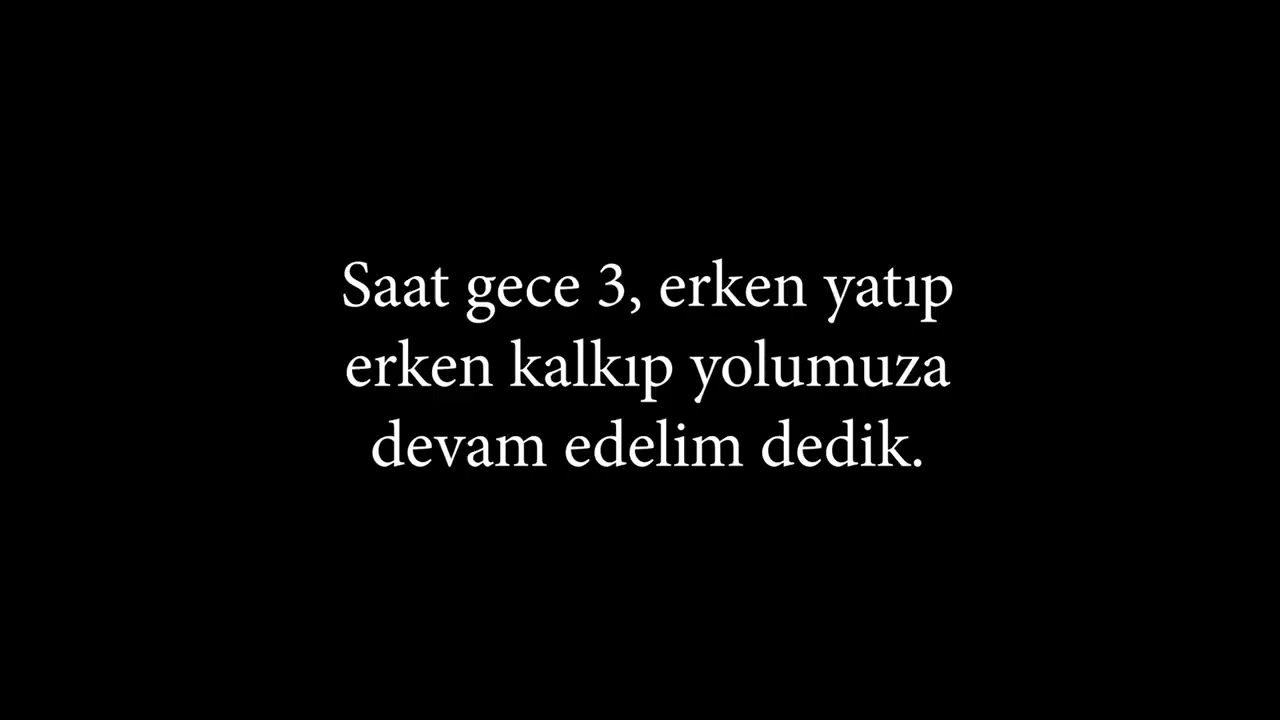 Saat gece 3, erken yatıp
erken kalkıp yolumuza
devam edelim dedik.